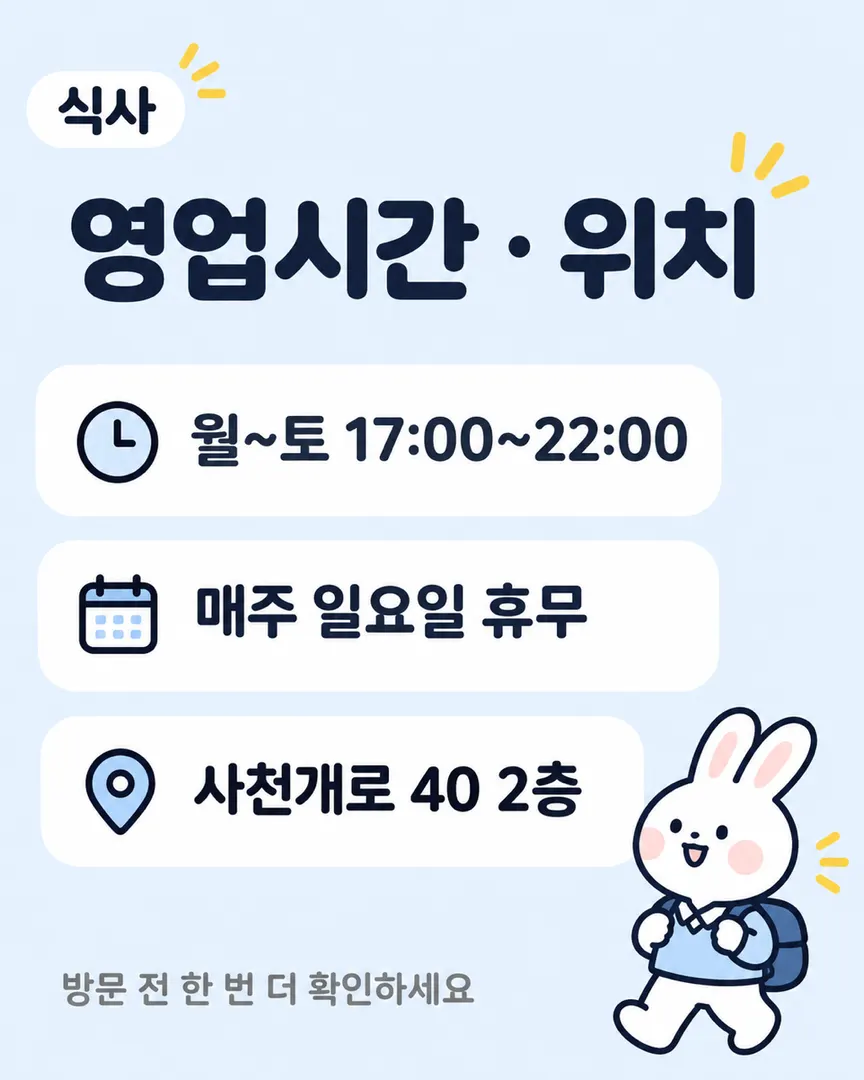 식사
영업시간 · 위치
월~토 17:00~22:00
매주 일요일 휴무
사천개로 40 2층
방문 전 한 번 더 확인하세요